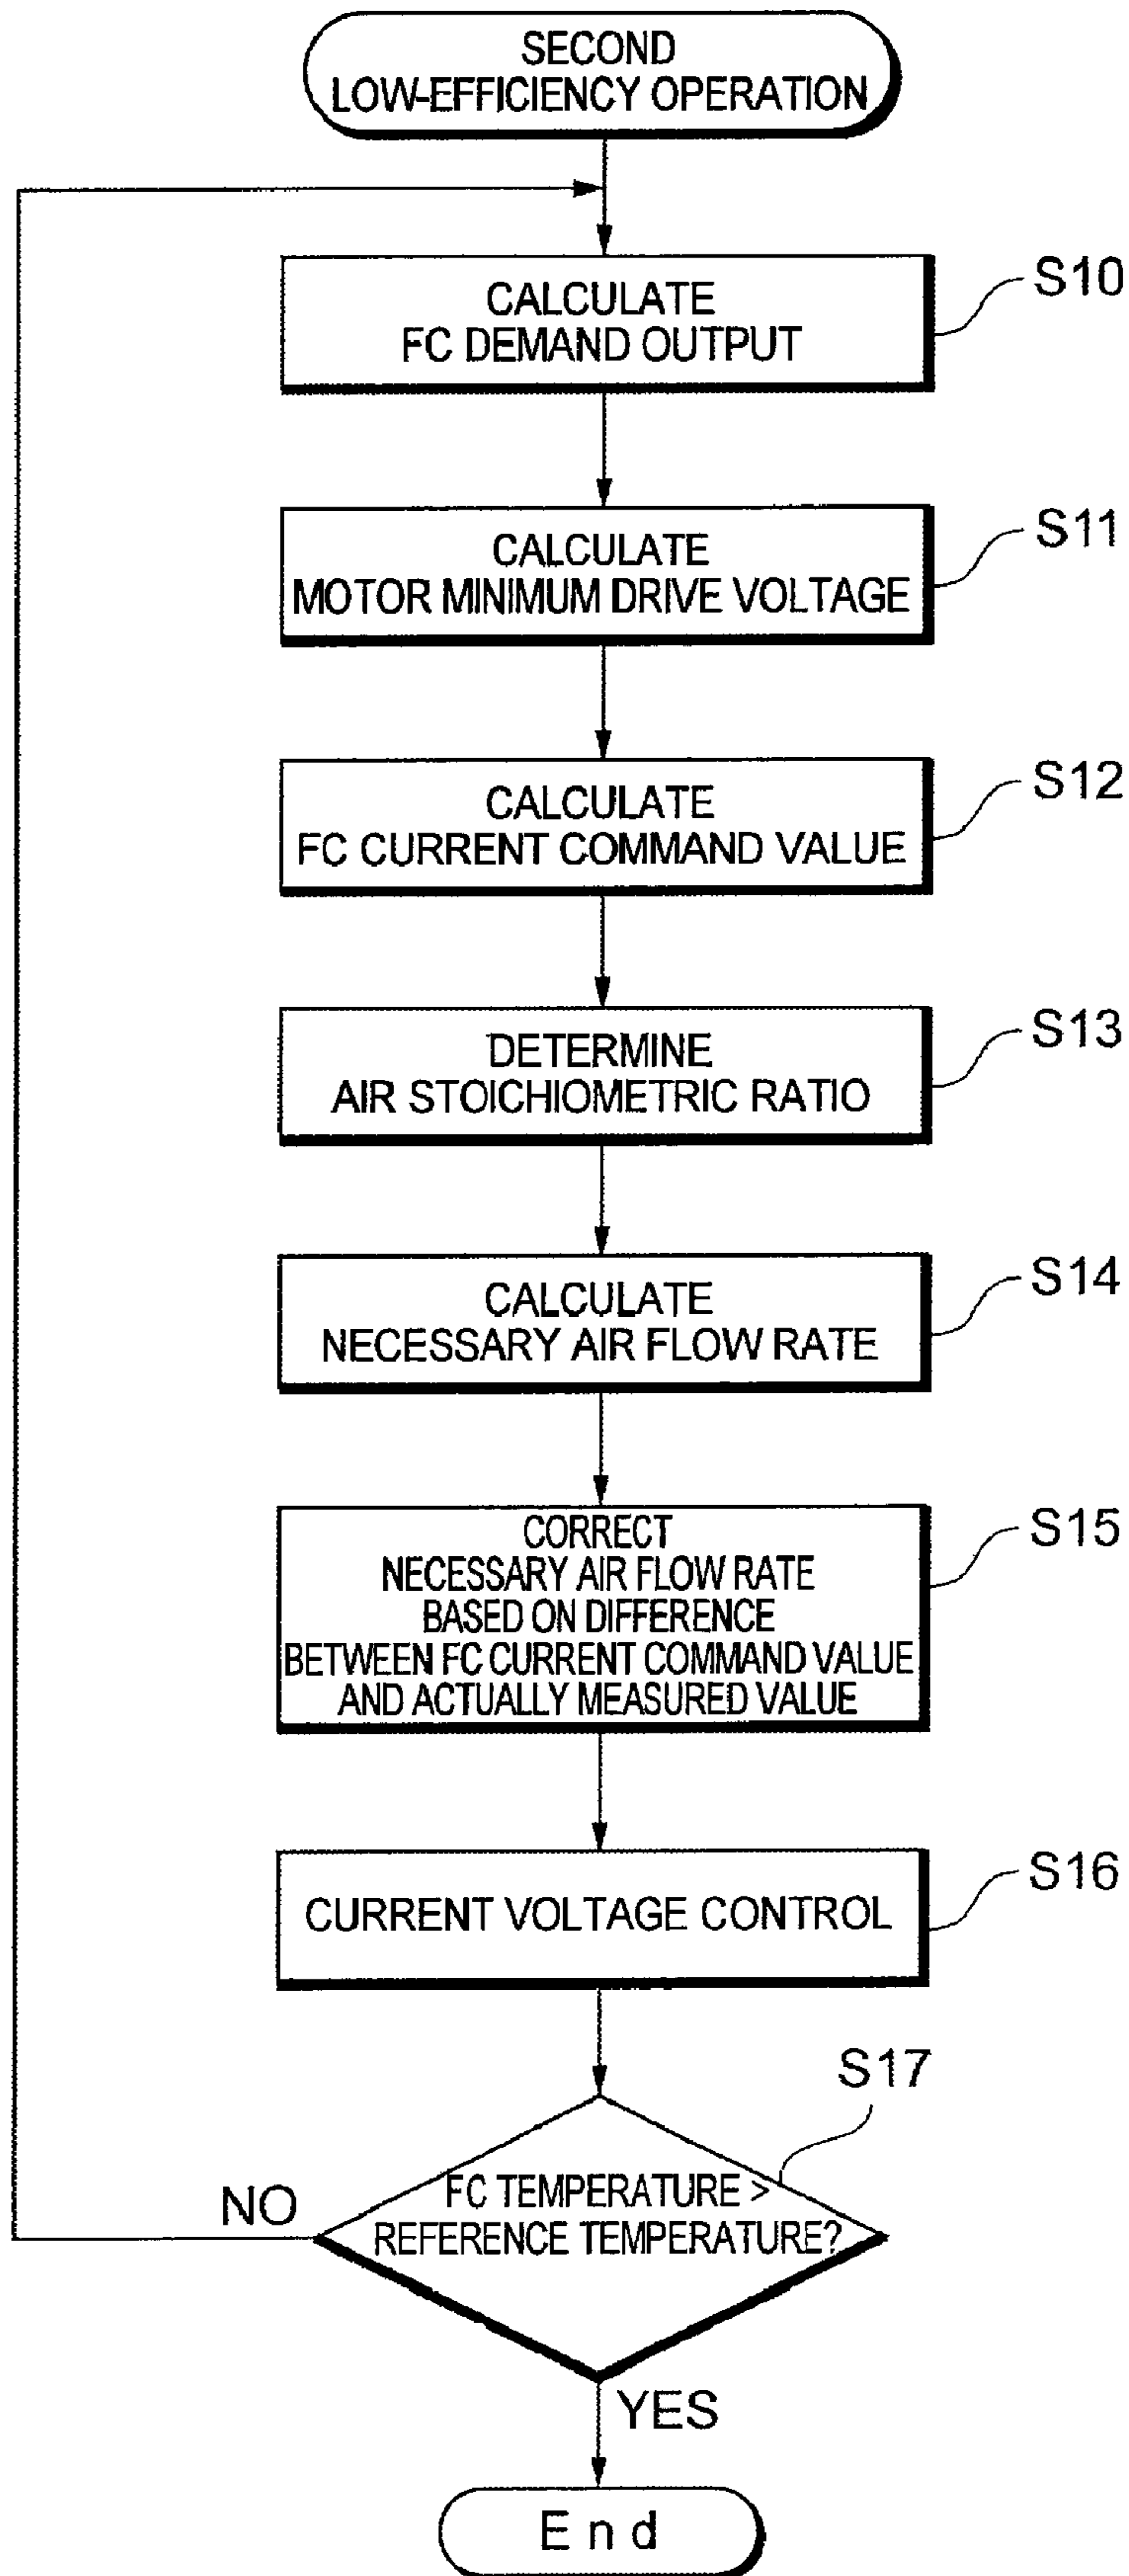 SECOND
LOW-EFFICIENCY OPERATION
CALCULATE
FC DEMAND OUTPUT
S10
CALCULATE
MOTOR MINIMUM DRIVE VOLTAGE
S11
CALCULATE
FC CURRENT COMMAND VALUE
S12
DETERMINE
AIR STOICHIOMETRIC RATIO
S13
CALCULATE
NECESSARY AIR FLOW RATE
S14
CORRECT
NECESSARY AIR FLOW RATE
BASED ON DIFFERENCE
BETWEEN FC CURRENT COMMAND VALUE
AND ACTUALLY MEASURED VALUE
S15
CURRENT VOLTAGE CONTROL
S16
S17
FC TEMPERATURE >
REFERENCE TEMPERATURE?
NO
YES
End